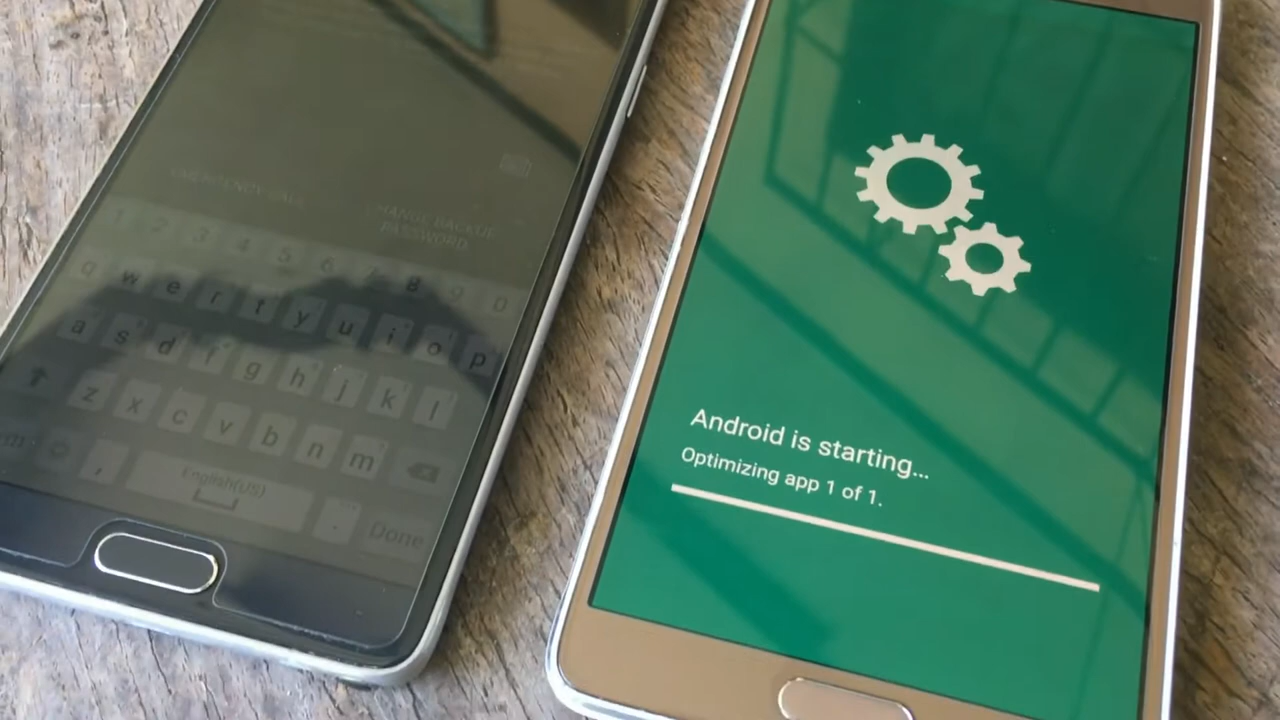 EMERGENCY CALL
BACKUP
PASSWORD
1 2 3 4 5 6 7 8 9 0
q w e r t y u i o p
a s d f g h j k l
z x c v b n m
, English(US) . Done
Android is starting...
Optimizing app 1 of 1.